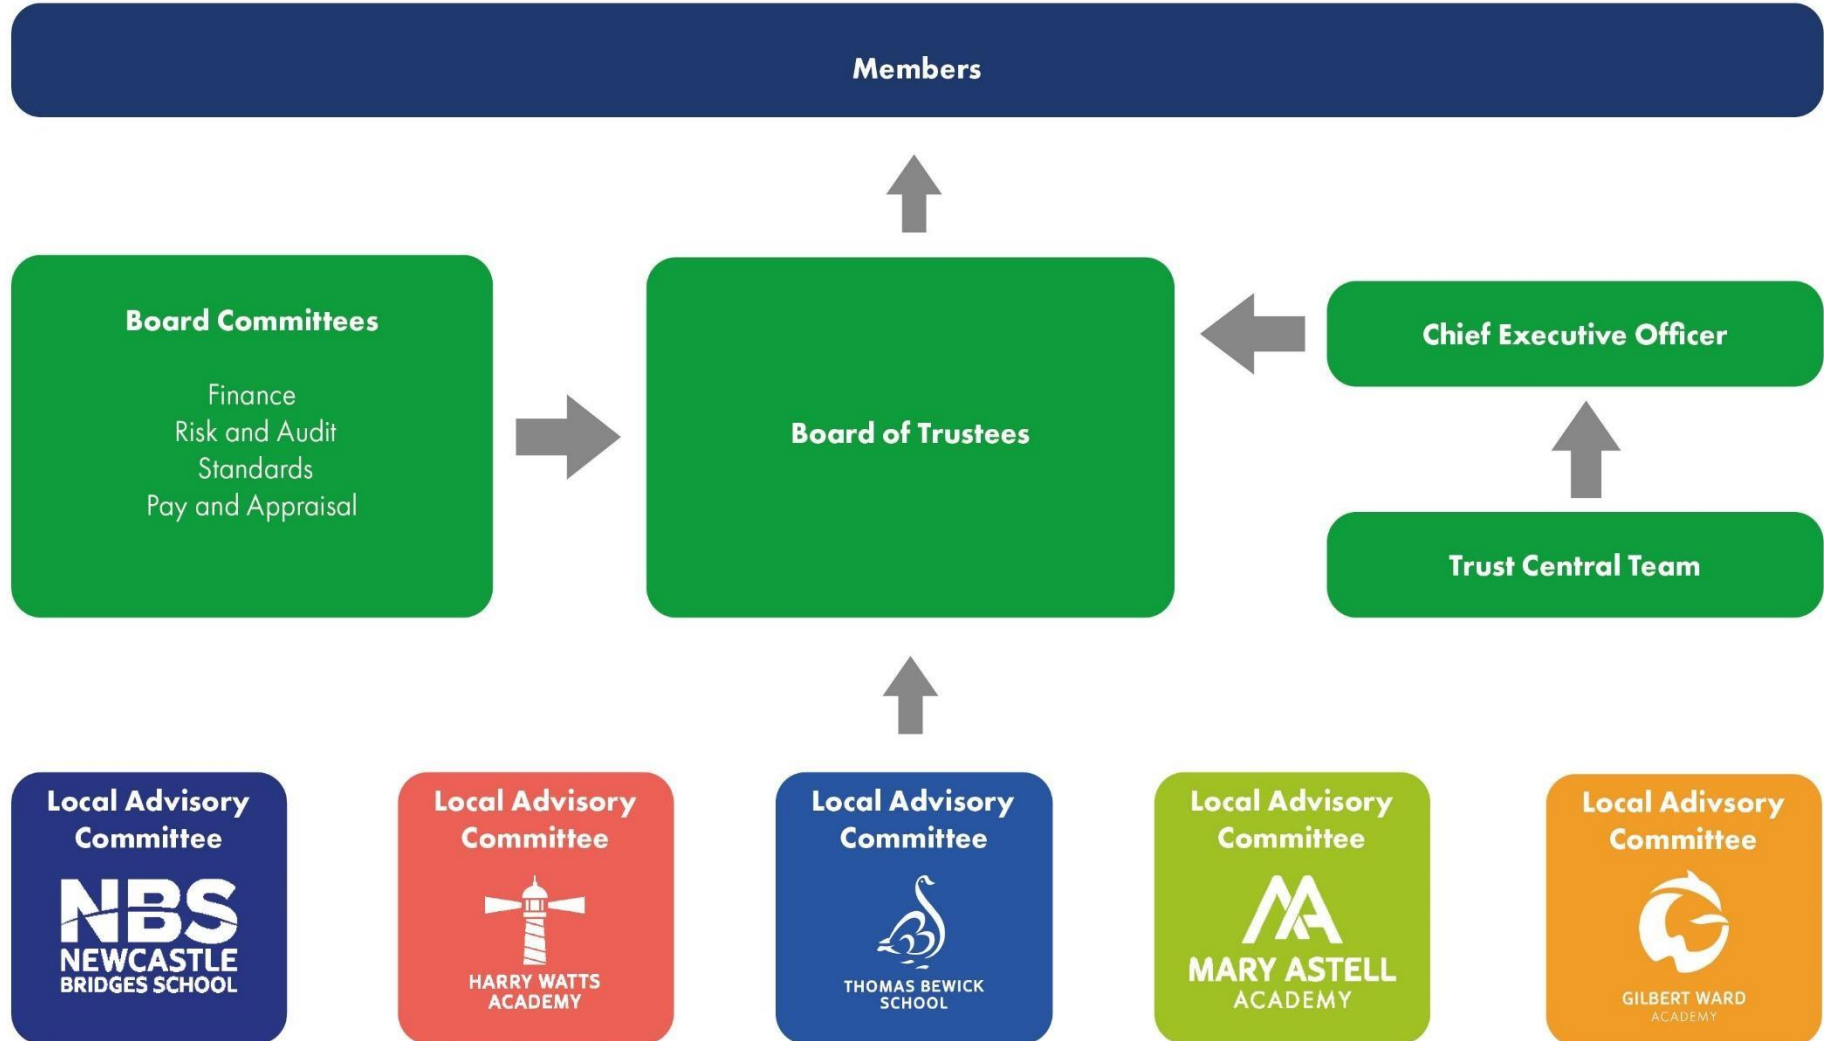 Members
Board Committees
Finance
Risk and Audit
Standards
Pay and Appraisal
Board of Trustees
Chief Executive Officer
Trust Central Team
Local Advisory
Committee
NBS
NEWCASTLE
BRIDGES SCHOOL
Local Advisory
Committee
HARRY WATTS
ACADEMY
Local Advisory
Committee
THOMAS BEWICK
SCHOOL
Local Advisory
Committee
MA
MARY ASTELL
ACADEMY
Local Adivsory
Committee
GILBERT WARD
ACADEMY